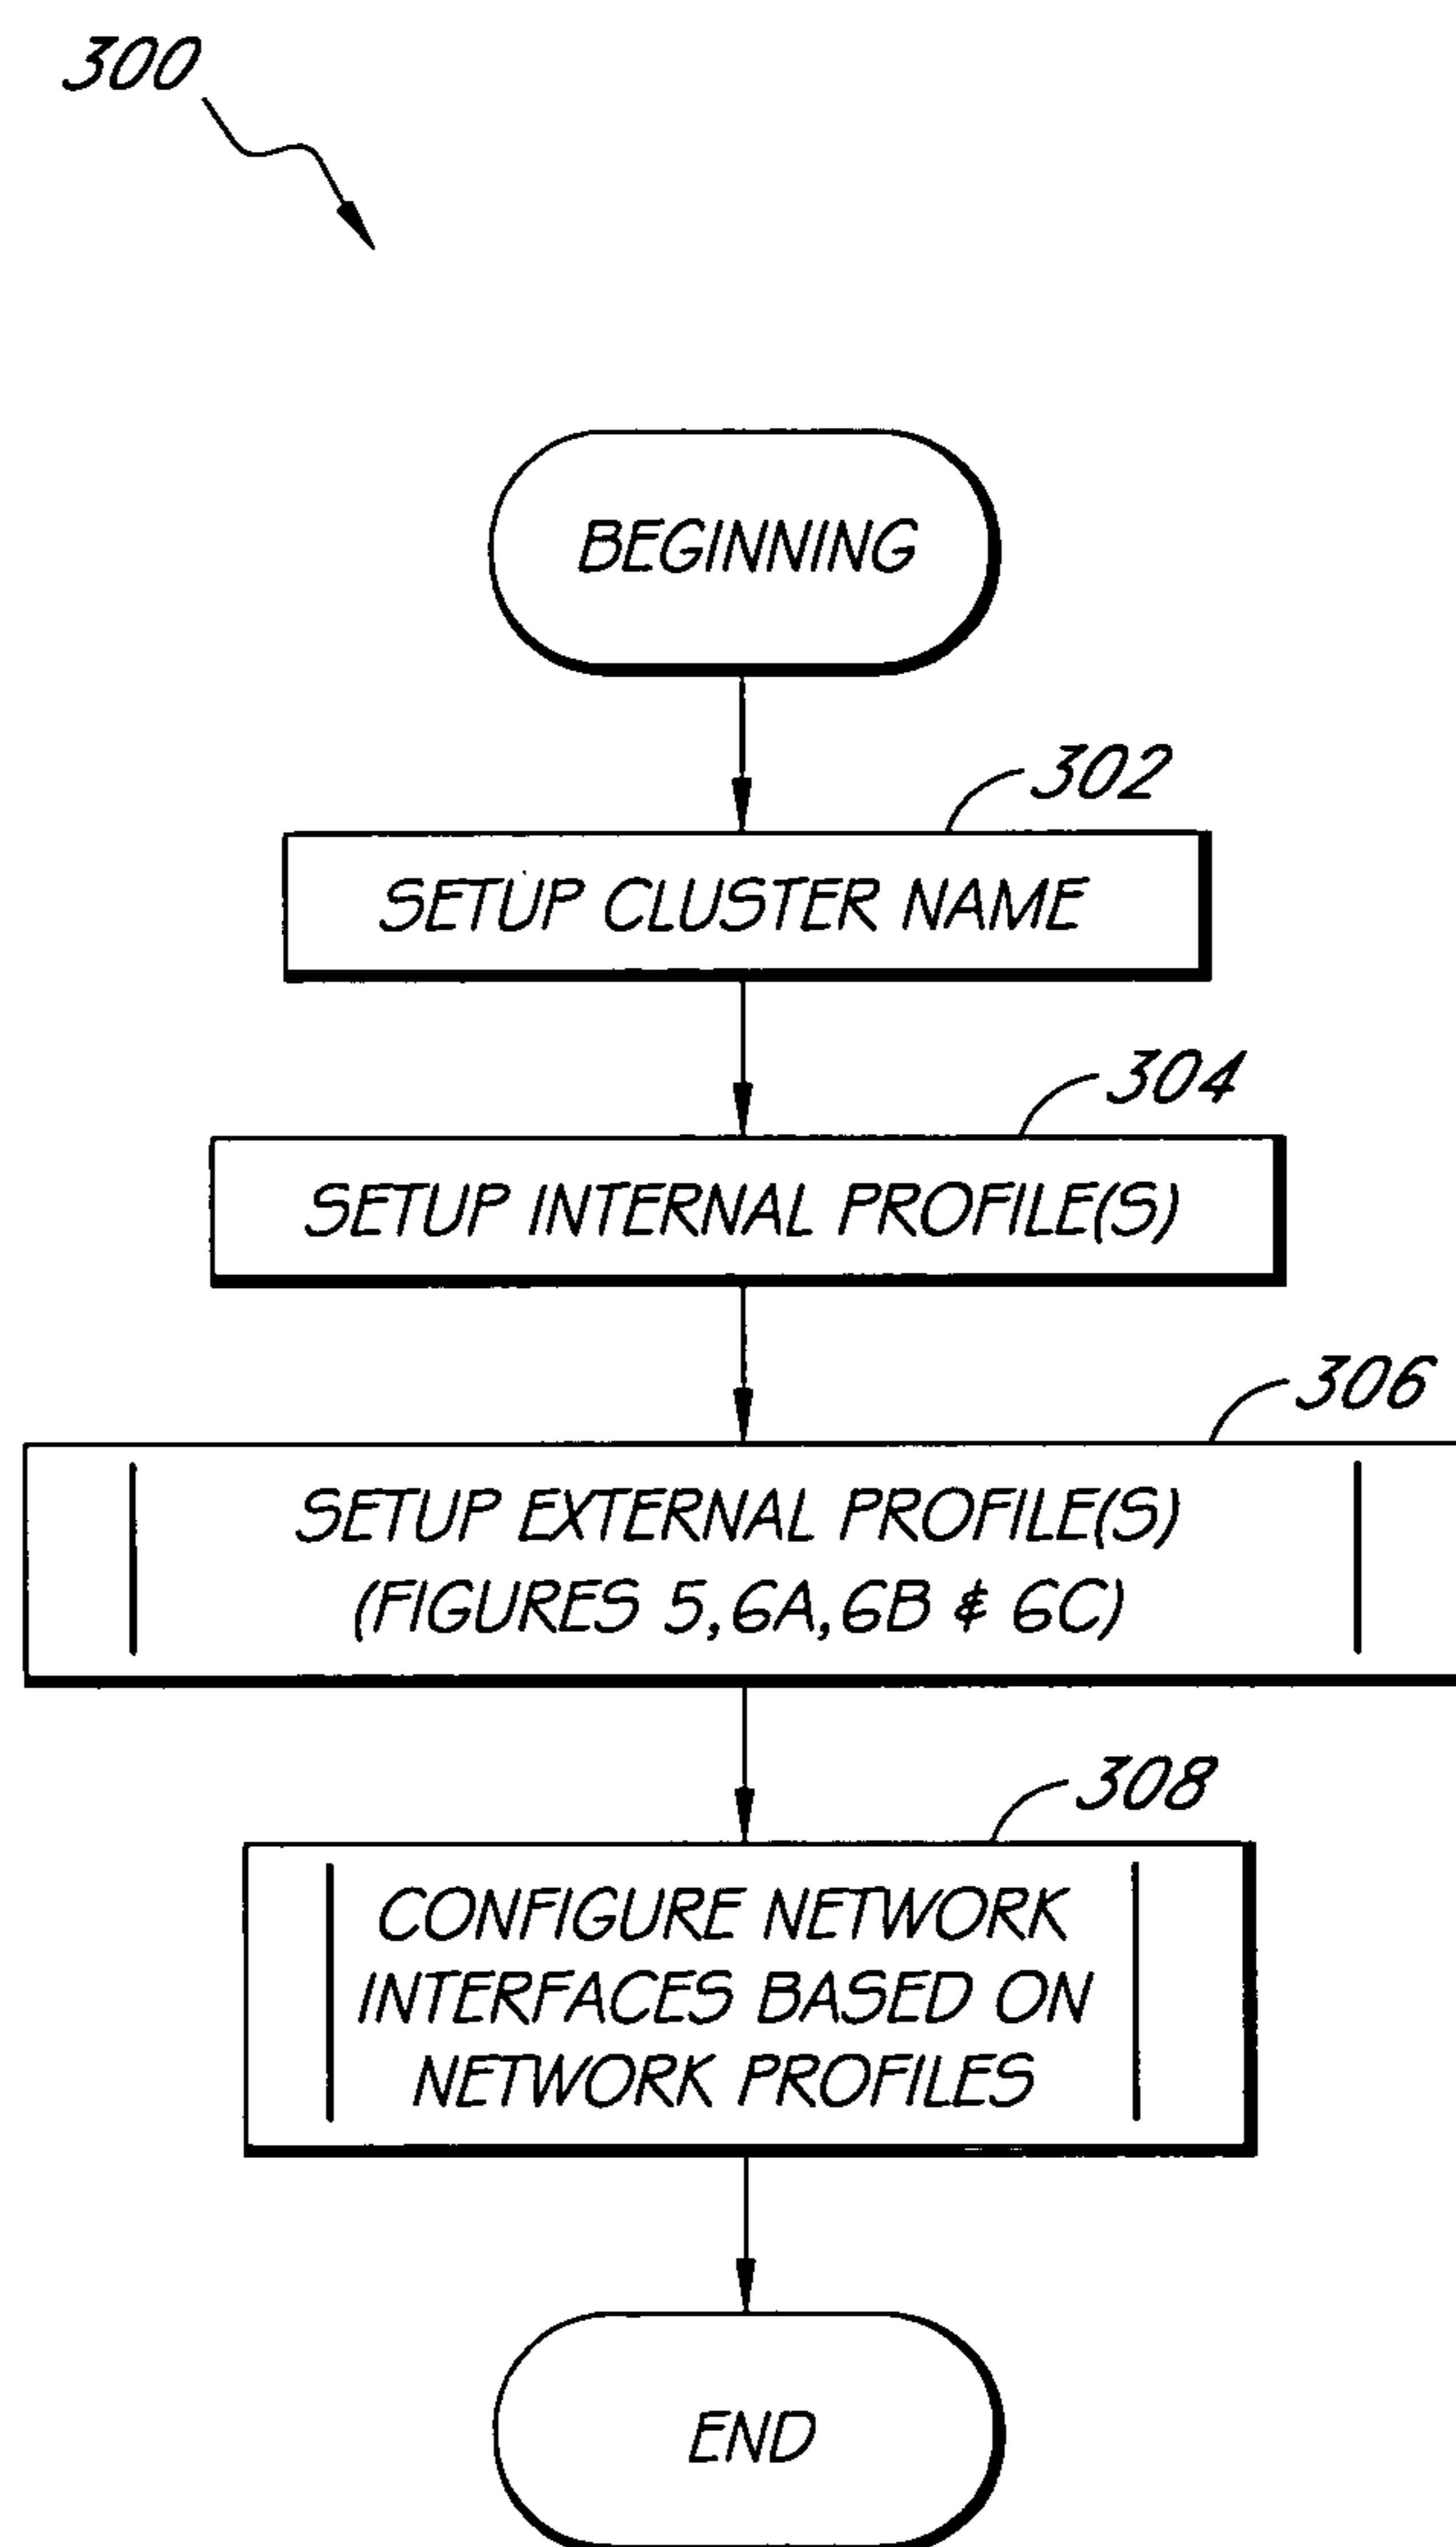 300
BEGINNING
302
SETUP CLUSTER NAME
304
SETUP INTERNAL PROFILE(S)
306
SETUP EXTERNAL PROFILE(S)
(FIGURES 5, 6A, 6B & 6C)
308
CONFIGURE NETWORK
INTERFACES BASED ON
NETWORK PROFILES
END